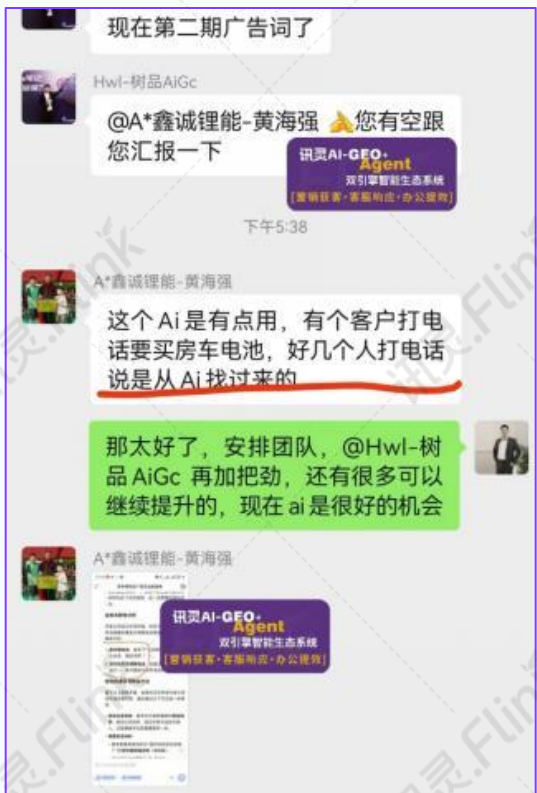 现在第二期广告词了
Hwl-树品AiGc
@A*鑫诚锂能-黄海强 🙏您有空跟
您汇报一下
讯灵AI-GEO+
Agent
双引擎智能生态系统
[营销获客·客服响应·办公提效]
下午5:38
A*鑫诚锂能-黄海强
这个Ai是有点用，有个客户打电
话要买房车电池，好几个人打电话
说是从Ai找过来的
那太好了，安排团队，@Hwl-树
品AiGc 再加把劲，还有很多可以
继续提升的，现在ai是很好的机会
A*鑫诚锂能-黄海强
讯灵AI-GEO+
Agent
双引擎智能生态系统
[营销获客·客服响应·办公提效]
讯灵.Flink